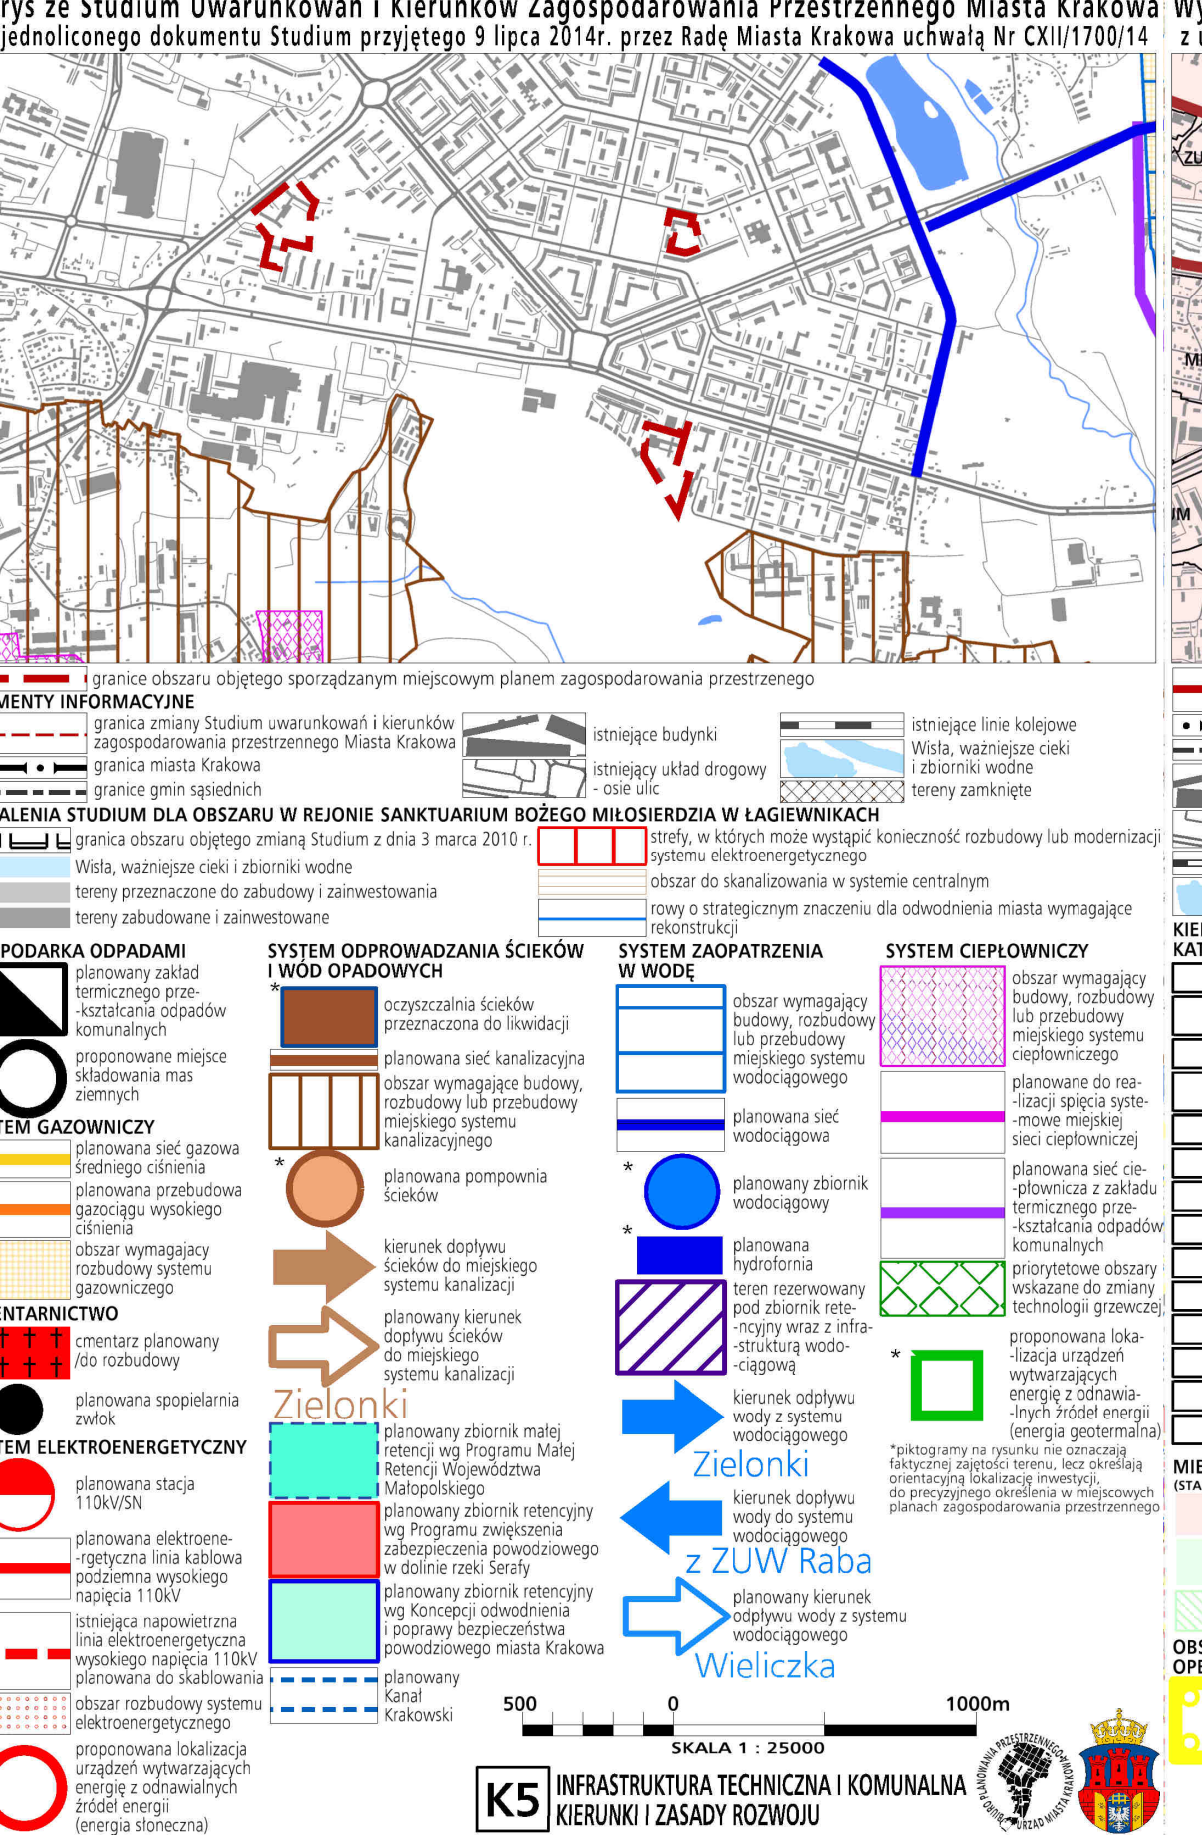 rys ze Studium Uwarunkowań i Kierunków Zagospodarowania Przestrzennego Miasta Krakowa
jednoliconego dokumentu Studium przyjętego 9 lipca 2014r. przez Radę Miasta Krakowa uchwałą Nr CXII/1700/14
granice obszaru objętego sporządzanym miejscowym planem zagospodarowania przestrzenego
MENTY INFORMACYJNE
granica zmiany Studium uwarunkowań i kierunków
zagospodarowania przestrzennego Miasta Krakowa
granica miasta Krakowa
granice gmin sąsiednich
istniejące budynki
istniejący układ drogowy
- osie ulic
istniejące linie kolejowe
Wisła, ważniejsze cieki
i zbiorniki wodne
tereny zamknięte
ALENIA STUDIUM DLA OBSZARU W REJONIE SANKTUARIUM BOŻEGO MIŁOSIERDZIA W ŁAGIEWNIKACH
granica obszaru objętego zmianą Studium z dnia 3 marca 2010 r.
Wisła, ważniejsze cieki i zbiorniki wodne
tereny przeznaczone do zabudowy i zainwestowania
tereny zabudowane i zainwestowane
strefy, w których może wystąpić konieczność rozbudowy lub modernizacji
systemu elektroenergetycznego
obszar do skanalizowania w systemie centralnym
rowy o strategicznym znaczeniu dla odwodnienia miasta wymagające
rekonstrukcji
PODARKA ODPADAMI
planowany zakład
termicznego prze-
-kształcania odpadów
komunalnych
proponowane miejsce
składowania mas
ziemnych
TEM GAZOWNICZY
planowana sieć gazowa
średniego ciśnienia
planowana przebudowa
gazociągu wysokiego
ciśnienia
obszar wymagajacy
rozbudowy systemu
gazowniczego
ENTARNICTWO
cmentarz planowany
/do rozbudowy
planowana spopielarnia
zwłok
TEM ELEKTROENERGETYCZNY
planowana stacja
110kV/SN
planowana elektroene-
-rgetyczna linia kablowa
podziemna wysokiego
napięcia 110kV
istniejąca napowietrzna
linia elektroenergetyczna
wysokiego napięcia 110kV
planowana do skablowania
obszar rozbudowy systemu
elektroenergetycznego
proponowana lokalizacja
urządzeń wytwarzających
energię z odnawialnych
źródeł energii
(energia słoneczna)
SYSTEM ODPROWADZANIA ŚCIEKÓW
I WÓD OPADOWYCH
*
oczyszczalnia ścieków
przeznaczona do likwidacji
planowana sieć kanalizacyjna
obszar wymagające budowy,
rozbudowy lub przebudowy
miejskiego systemu
kanalizacyjnego
*
planowana pompownia
ścieków
kierunek dopływu
ścieków do miejskiego
systemu kanalizacji
planowany kierunek
dopływu ścieków
do miejskiego
systemu kanalizacji
Zielonki
planowany zbiornik małej
retencji wg Programu Małej
Retencji Województwa
Małopolskiego
planowany zbiornik retencyjny
wg Programu zwiększenia
zabezpieczenia powodziowego
w dolinie rzeki Serafy
planowany zbiornik retencyjny
wg Koncepcji odwodnienia
i poprawy bezpieczeństwa
powodziowego miasta Krakowa
planowany
Kanał
Krakowski
SYSTEM ZAOPATRZENIA
W WODĘ
obszar wymagający
budowy, rozbudowy
lub przebudowy
miejskiego systemu
wodociągowego
planowana sieć
wodociągowa
*
planowany zbiornik
wodociągowy
*
planowana
hydrofornia
teren rezerwowany
pod zbiornik rete-
-ncyjny wraz z infra-
-strukturą wodo-
-ciągową
kierunek odpływu
wody z systemu
wodociągowego
Zielonki
kierunek dopływu
wody do systemu
wodociągowego
z ZUW Raba
planowany kierunek
odpływu wody z systemu
wodociągowego
Wieliczka
SYSTEM CIEPŁOWNICZY
obszar wymagający
budowy, rozbudowy
lub przebudowy
miejskiego systemu
ciepłowniczego
planowane do rea-
-lizacji spięcia syste-
-mowe miejskiej
sieci ciepłowniczej
planowana sieć cie-
-płownicza z zakładu
termicznego prze-
-kształcania odpadów
komunalnych
priorytetowe obszary
wskazane do zmiany
technologii grzewczej
*
proponowana loka-
-lizacja urządzeń
wytwarzających
energię z odnawia-
-lnych źródeł energii
(energia geotermalna)
*piktogramy na rysunku nie oznaczają
faktycznej zajętości terenu, lecz określają
orientacyjną lokalizację inwestycji,
do precyzyjnego określenia w miejscowych
planach zagospodarowania przestrzennego
500 0 1000m
SKALA 1 : 25000
K5
INFRASTRUKTURA TECHNICZNA I KOMUNALNA
KIERUNKI I ZASADY ROZWOJU
BIURO PLANOWANIA PRZESTRZENNEGO
URZĄD MIASTA KRAKOWA
Wy
z u
ZU
IM
KIE
KAT
MIE
(STA
OBS
OPE